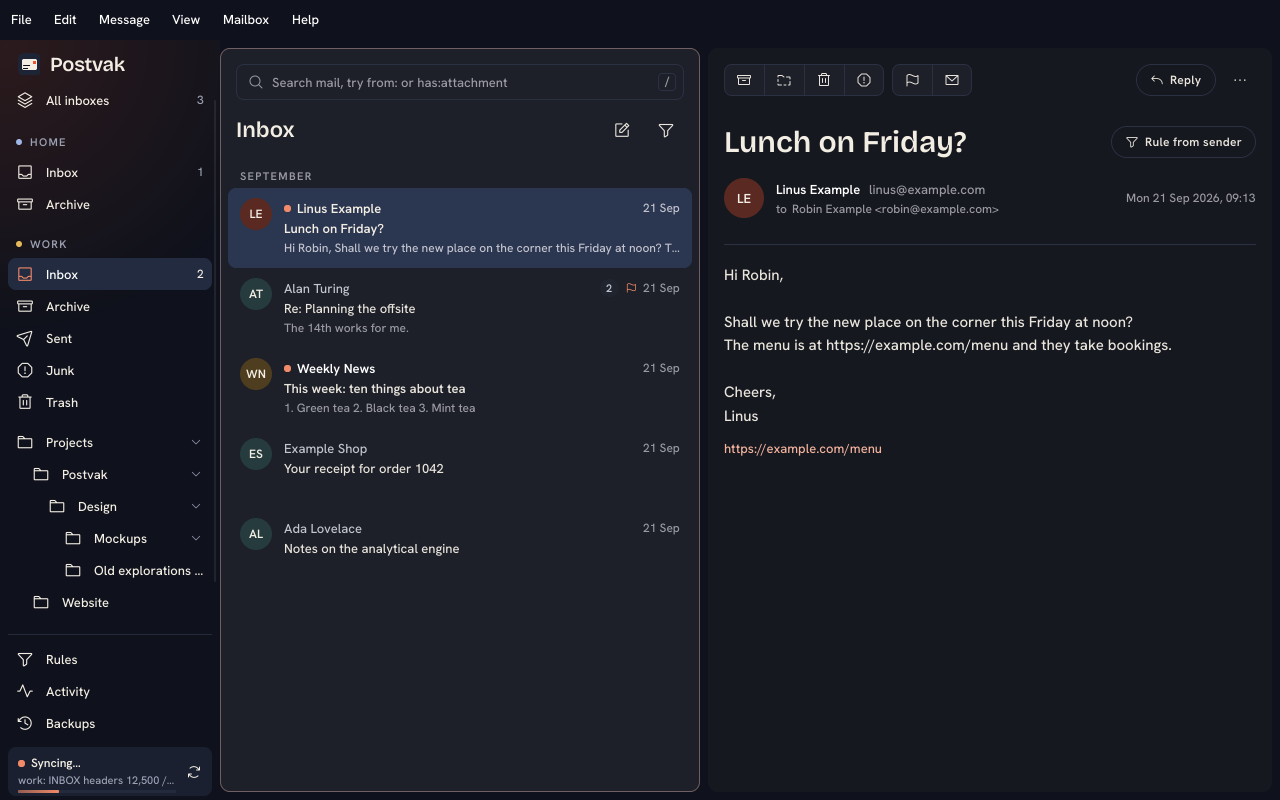 File Edit Message View Mailbox Help
Postvak
All inboxes 3
HOME
Inbox 1
Archive
WORK
Inbox 2
Archive
Sent
Junk
Trash
Projects
Postvak
Design
Mockups
Old explorations ...
Website
Rules
Activity
Backups
Syncing...
work: INBOX headers 12,500 /...
Search mail, try from: or has:attachment /
Inbox
SEPTEMBER
LE Linus Example 21 Sep
Lunch on Friday?
Hi Robin, Shall we try the new place on the corner this Friday at noon? T...
AT Alan Turing 2 21 Sep
Re: Planning the offsite
The 14th works for me.
WN Weekly News 21 Sep
This week: ten things about tea
1. Green tea 2. Black tea 3. Mint tea
ES Example Shop 21 Sep
Your receipt for order 1042
AL Ada Lovelace 21 Sep
Notes on the analytical engine
Reply ...
Lunch on Friday? Rule from sender
LE Linus Example linus@example.com
to Robin Example <robin@example.com> Mon 21 Sep 2026, 09:13
Hi Robin,
Shall we try the new place on the corner this Friday at noon?
The menu is at https://example.com/menu and they take bookings.
Cheers,
Linus
https://example.com/menu